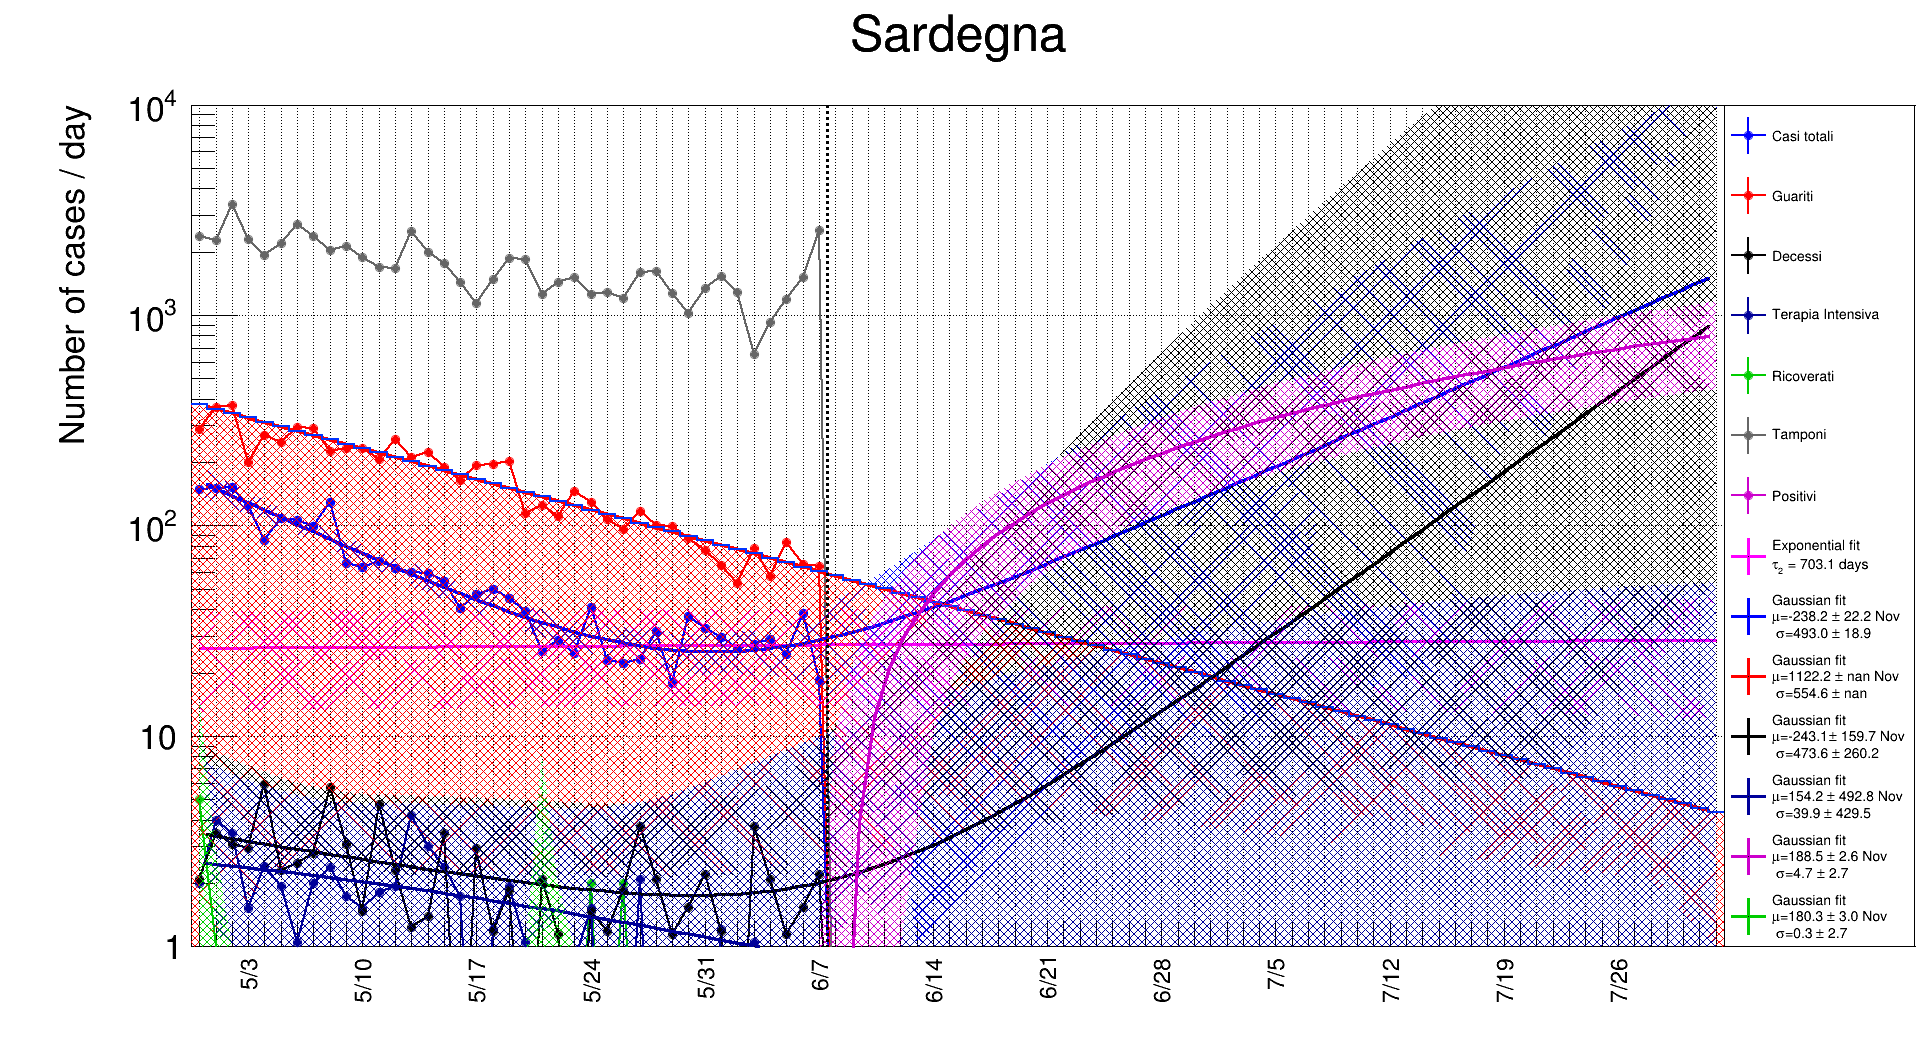 Sardegna
Number of cases / day
10^4
10^3
10^2
10
1
5/3
5/10
5/17
5/24
5/31
6/7
6/14
6/21
6/28
7/5
7/12
7/19
7/26
Casi totali
Guariti
Decessi
Terapia Intensiva
Ricoverati
Tamponi
Positivi
Exponential fit
τ₂ = 703.1 days
Gaussian fit
μ=-238.2 ± 22.2 Nov
σ=493.0 ± 18.9
Gaussian fit
μ=1122.2 ± nan Nov
σ=554.6 ± nan
Gaussian fit
μ=-243.1 ± 159.7 Nov
σ=473.6 ± 260.2
Gaussian fit
μ=154.2 ± 492.8 Nov
σ=39.9 ± 429.5
Gaussian fit
μ=188.5 ± 2.6 Nov
σ=4.7 ± 2.7
Gaussian fit
μ=180.3 ± 3.0 Nov
σ=0.3 ± 2.7